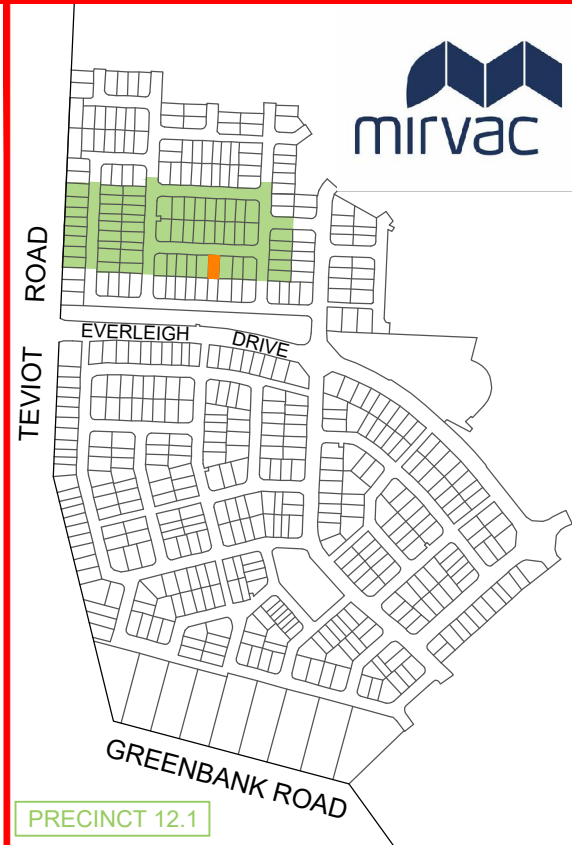 mirvac
TEVIOT ROAD
EVERLEIGH DRIVE
GREENBANK ROAD
PRECINCT 12.1